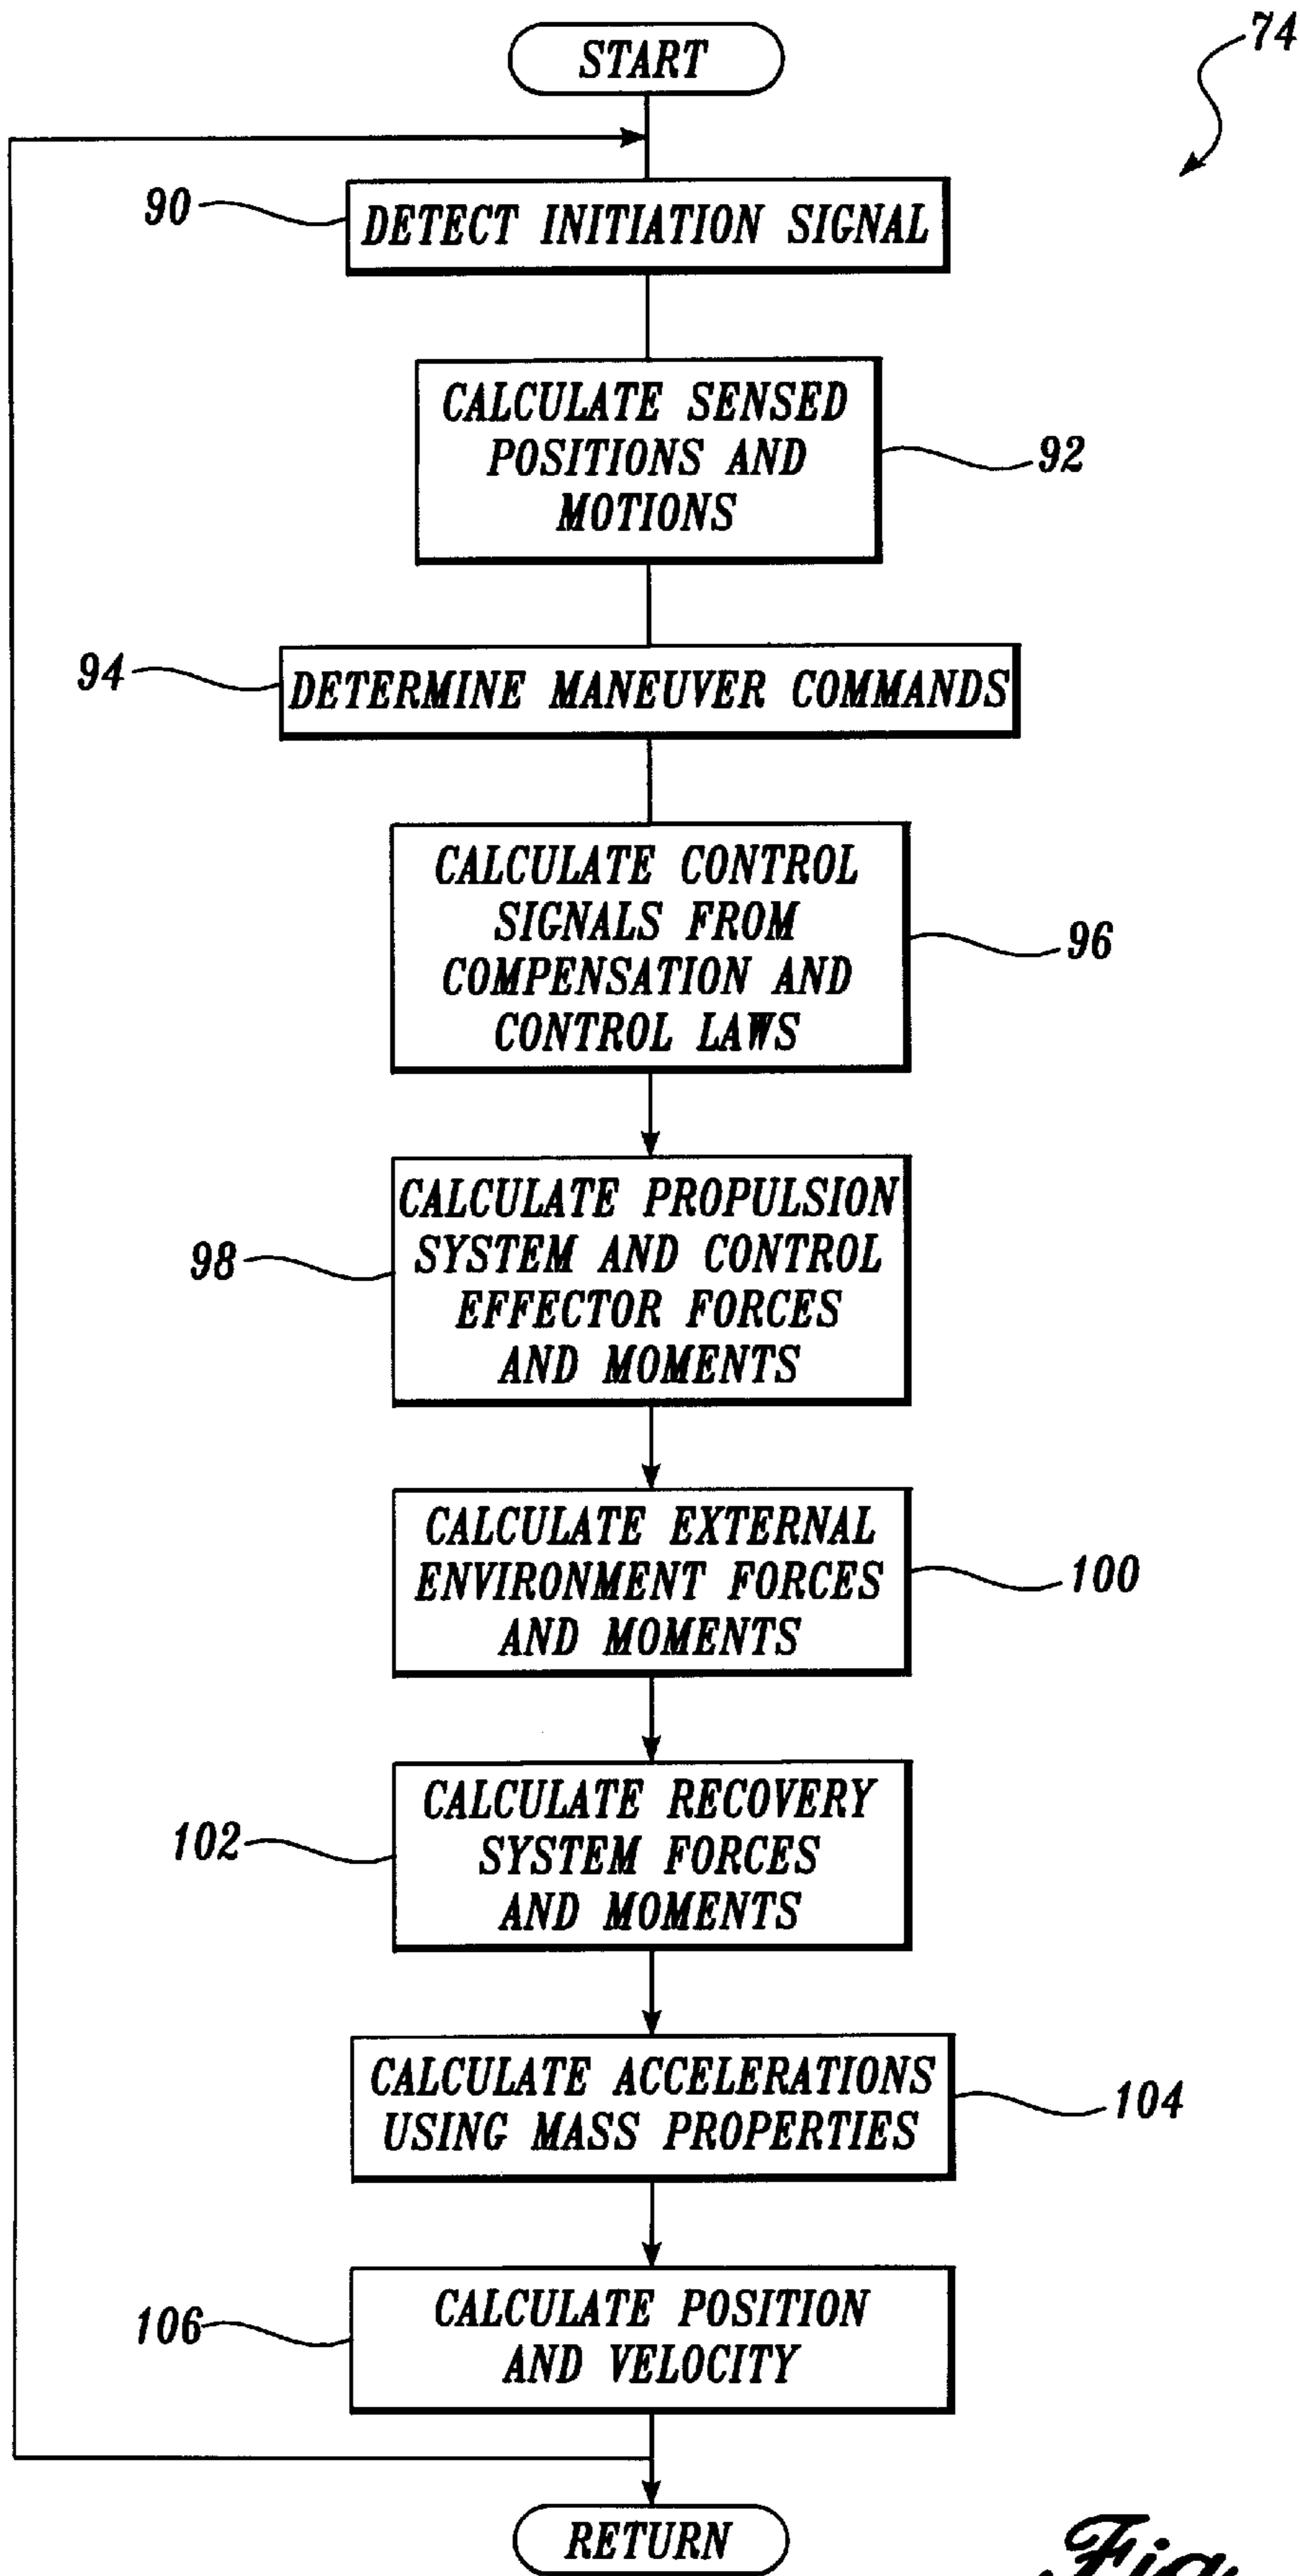 START
74
90
DETECT INITIATION SIGNAL
CALCULATE SENSED
POSITIONS AND
MOTIONS
92
94
DETERMINE MANEUVER COMMANDS
CALCULATE CONTROL
SIGNALS FROM
COMPENSATION AND
CONTROL LAWS
96
CALCULATE PROPULSION
SYSTEM AND CONTROL
EFFECTOR FORCES
AND MOMENTS
98
CALCULATE EXTERNAL
ENVIRONMENT FORCES
AND MOMENTS
100
CALCULATE RECOVERY
SYSTEM FORCES
AND MOMENTS
102
CALCULATE ACCELERATIONS
USING MASS PROPERTIES
104
CALCULATE POSITION
AND VELOCITY
106
RETURN
Fig